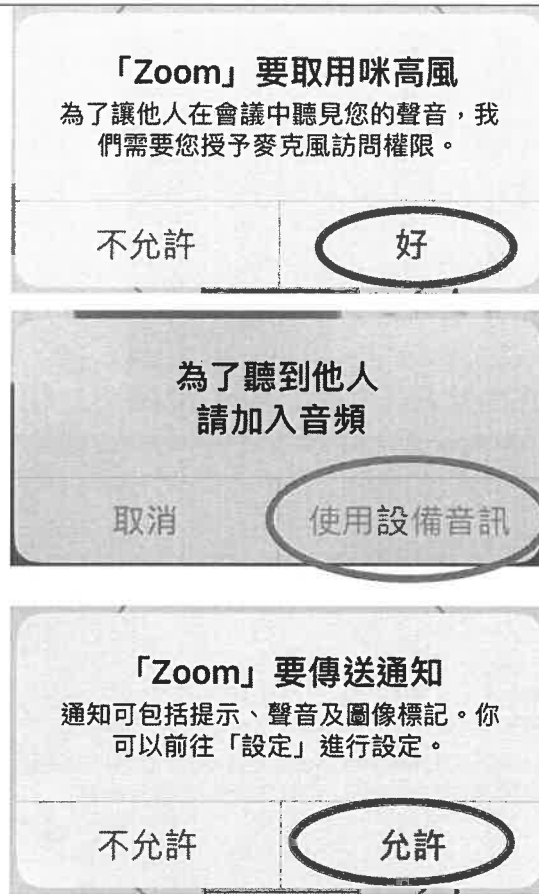 「Zoom」要取用咪高風
為了讓他人在會議中聽見您的聲音，我
們需要您授予麥克風訪問權限。
不允許
好
為了聽到他人
請加入音頻
取消
使用設備音訊
「Zoom」要傳送通知
通知可包括提示、聲音及圖像標記。你
可以前往「設定」進行設定。
不允許
允許